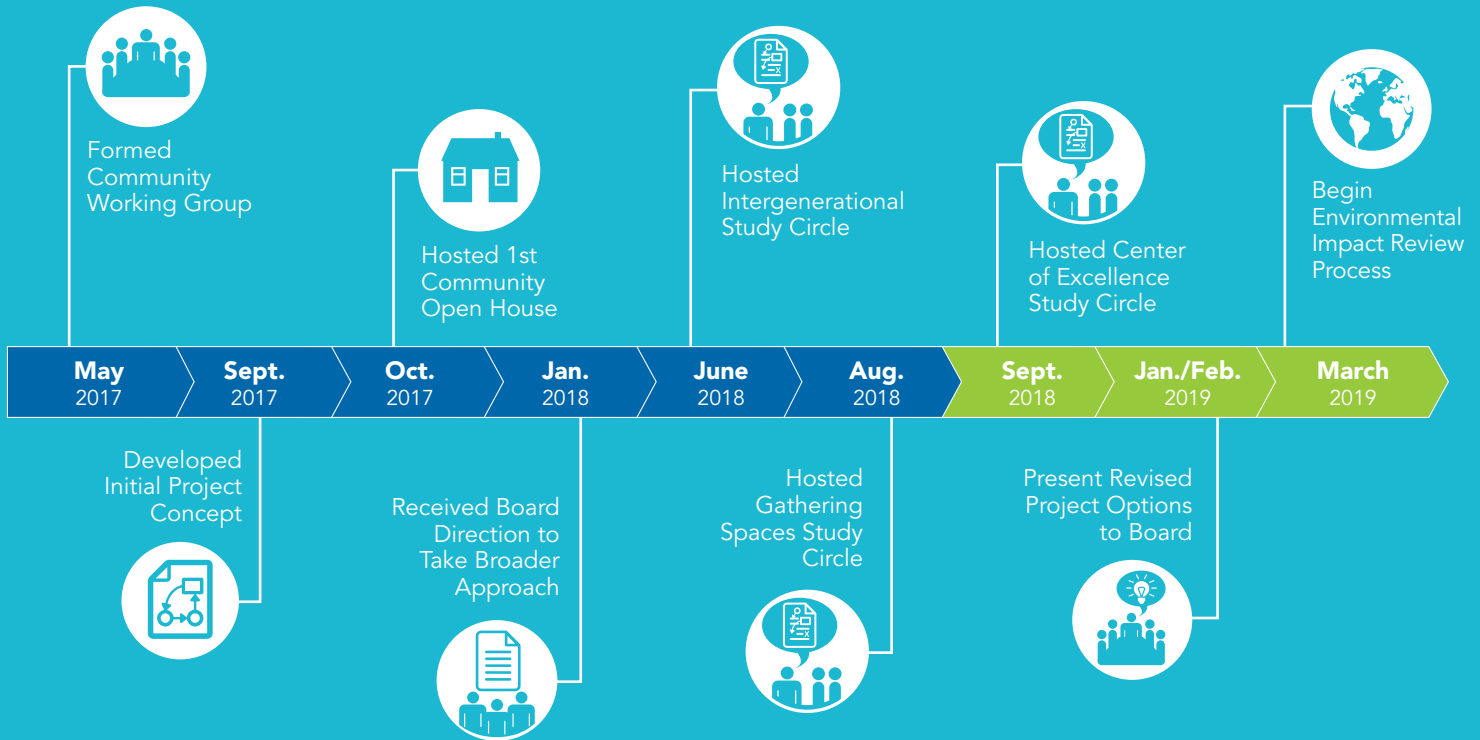 Formed
Community
Working Group
Hosted 1st
Community
Open House
Hosted
Intergenerational
Study Circle
Hosted Center
of Excellence
Study Circle
Begin
Environmental
Impact Review
Process
May
2017
Sept.
2017
Oct.
2017
Jan.
2018
June
2018
Aug.
2018
Sept.
2018
Jan./Feb.
2019
March
2019
Developed
Initial Project
Concept
Received Board
Direction to
Take Broader
Approach
Hosted
Gathering
Spaces Study
Circle
Present Revised
Project Options
to Board